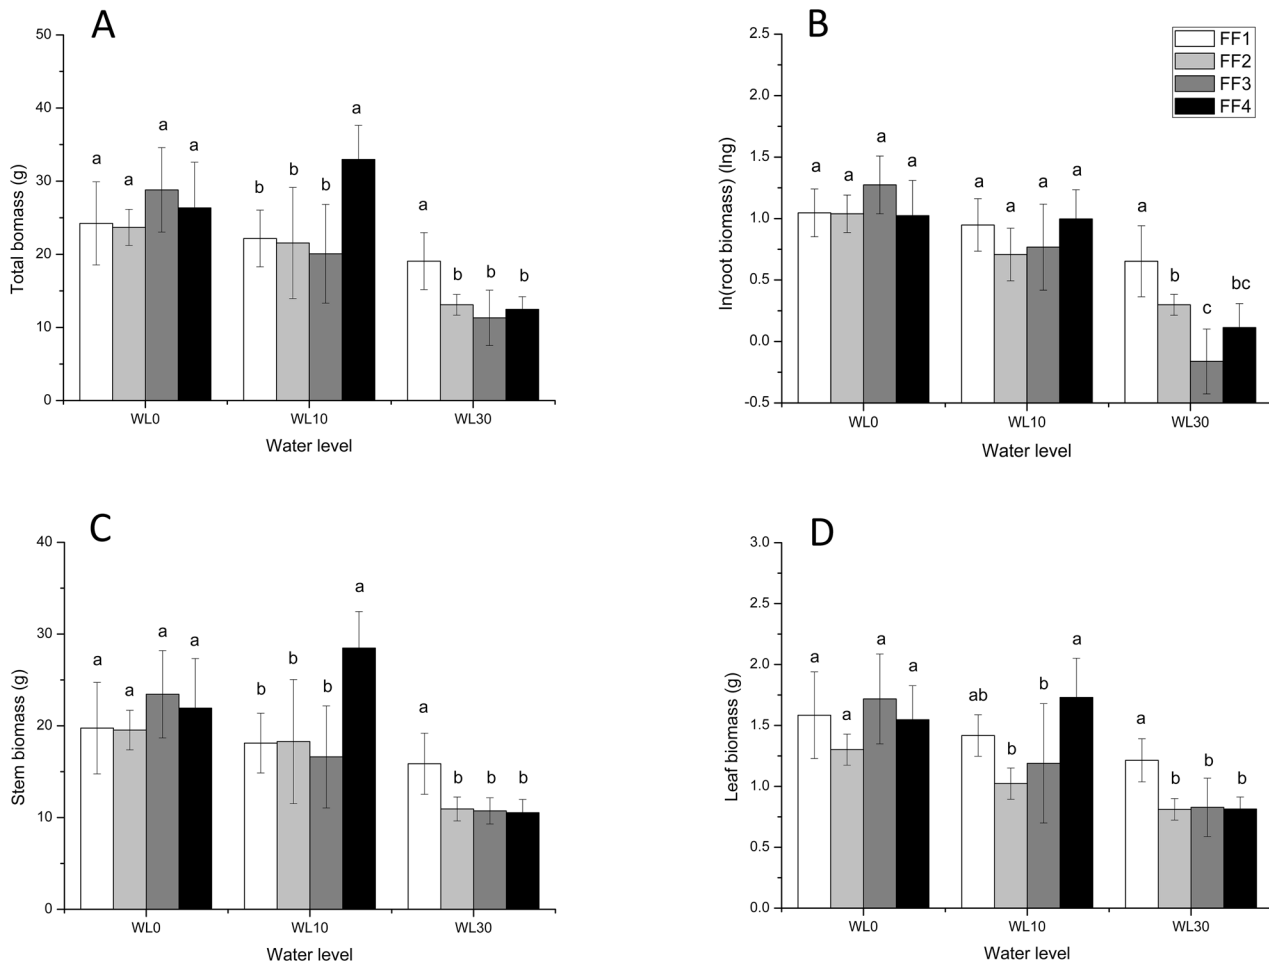 A
Total bomass (g)
50
40
30
20
10
0
a
a
a
a
b
b
b
a
a
b
b
b
WL0
WL10
WL30
Water level
B
FF1
FF2
FF3
FF4
ln(root biomass) (lng)
2.5
2.0
1.5
1.0
0.5
0.0
-0.5
a
a
a
a
a
a
a
a
a
b
c
bc
WL0
WL10
WL30
Water level
C
Stem biomass (g)
40
30
20
10
0
a
a
a
a
b
b
b
a
a
b
b
b
WL0
WL10
WL30
Water level
D
Leaf biomass (g)
3.0
2.5
2.0
1.5
1.0
0.5
0.0
a
a
a
a
ab
b
b
a
a
b
b
b
WL0
WL10
WL30
Water level